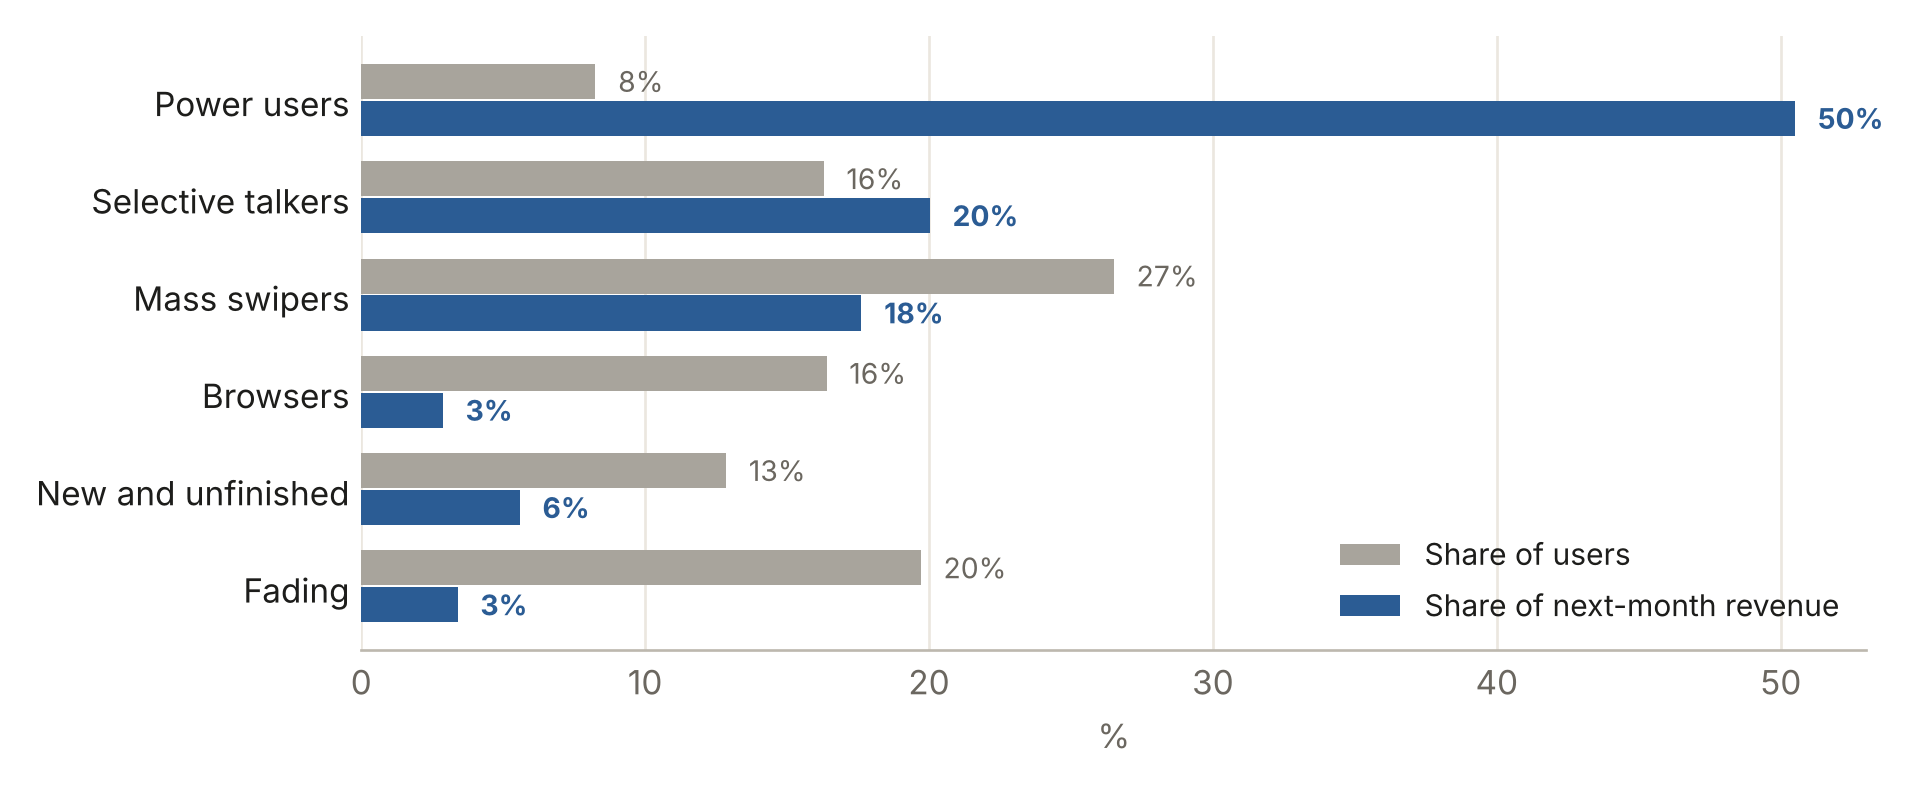 Power users
8%
50%
Selective talkers
16%
20%
Mass swipers
27%
18%
Browsers
16%
3%
New and unfinished
13%
6%
Fading
20%
3%
Share of users
Share of next-month revenue
0 10 20 30 40 50
%